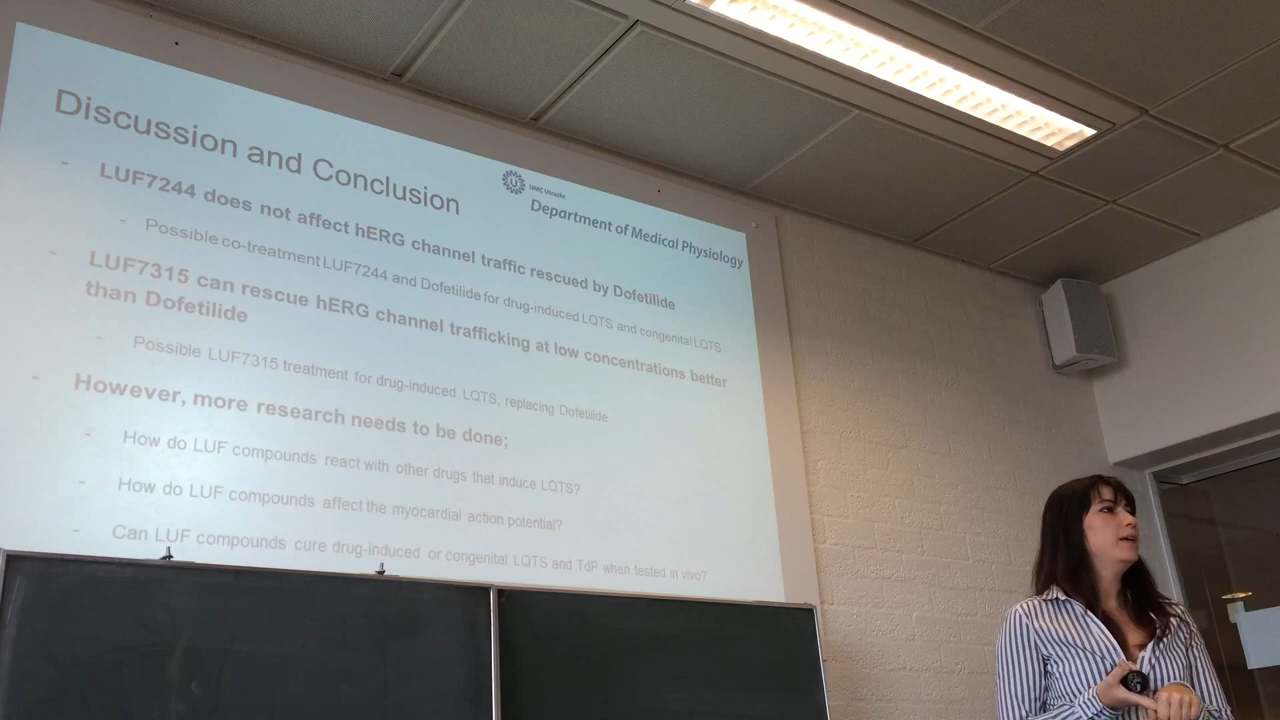 Discussion and Conclusion
UMC Utrecht
Department of Medical Physiology
- LUF7244 does not affect hERG channel traffic rescued by Dofetilide
- Possible co-treatment LUF7244 and Dofetilide for drug-induced LQTS and congenital LQTS
- LUF7315 can rescue hERG channel trafficking at low concentrations better
than Dofetilide
- Possible LUF7315 treatment for drug-induced LQTS, replacing Dofetilide
- However, more research needs to be done;
- How do LUF compounds react with other drugs that induce LQTS?
- How do LUF compounds affect the myocardial action potential?
- Can LUF compounds cure drug-induced or congenital LQTS and TdP when tested in vivo?